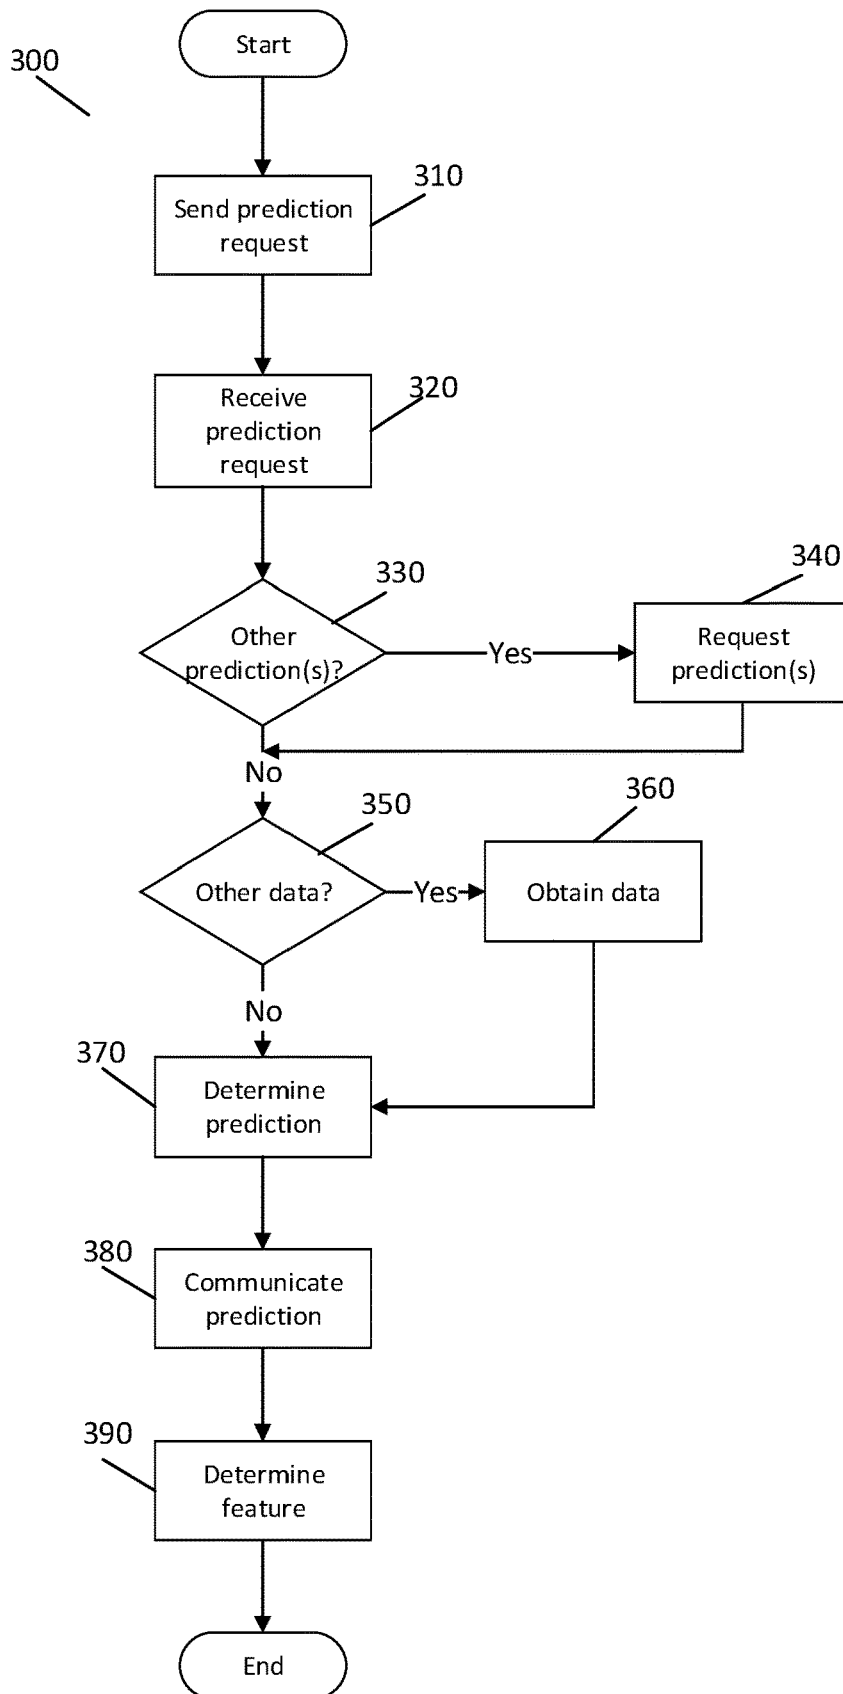 Start
300
310
Send prediction
request
320
Receive
prediction
request
330
340
Other
prediction(s)?
Yes
Request
prediction(s)
No
350
360
Other data?
Yes
Obtain data
No
370
Determine
prediction
380
Communicate
prediction
390
Determine
feature
End